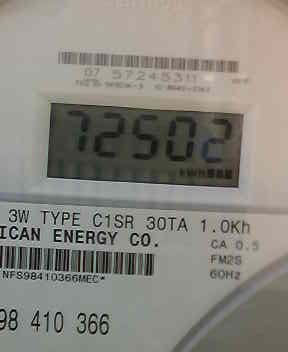 07 57245311
72502
kWh
3W TYPE C1SR 30TA 1.0Kh
ICAN ENERGY CO.
CA 0.5
FM2S
NFS98410366MEC*
60Hz
98 410 366